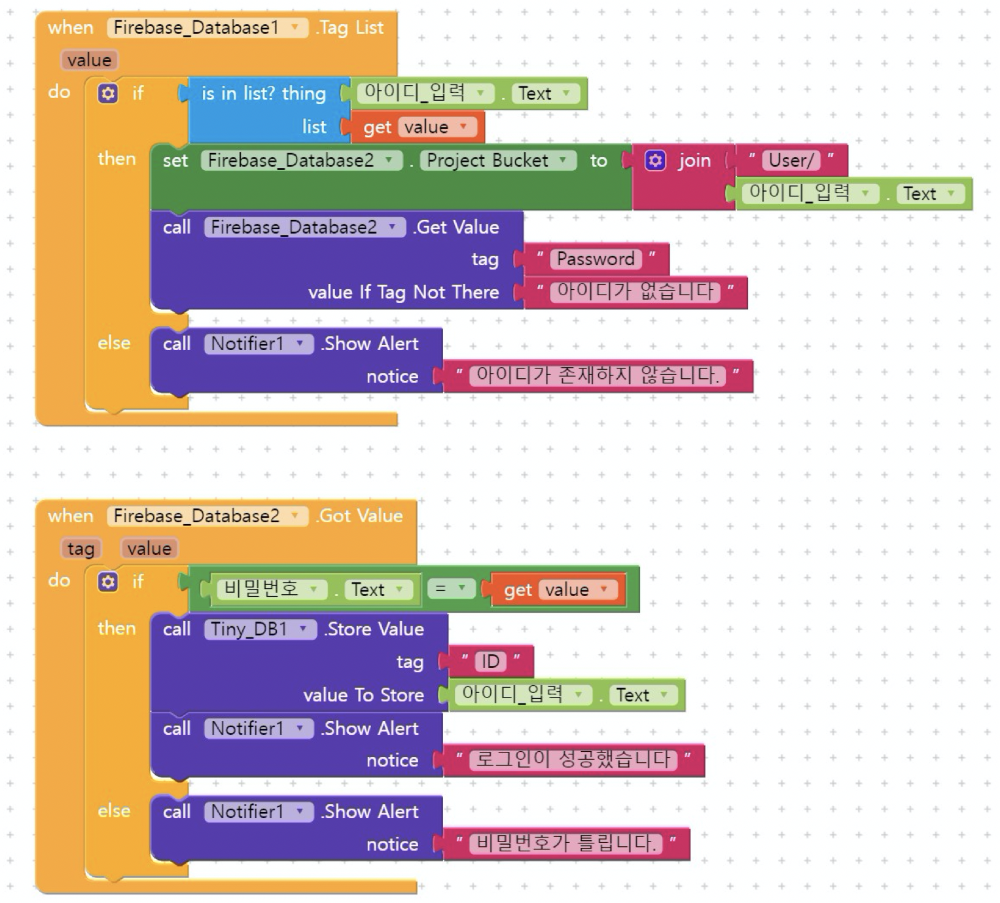 when Firebase_Database1 .Tag List
value
do if is in list? thing 아이디_입력 . Text
list get value
then set Firebase_Database2 . Project Bucket to join " User/ "
아이디_입력 . Text
call Firebase_Database2 .Get Value
tag " Password "
value If Tag Not There " 아이디가 없습니다 "
else call Notifier1 .Show Alert
notice " 아이디가 존재하지 않습니다. "
when Firebase_Database2 .Got Value
tag value
do if 비밀번호 . Text = get value
then call Tiny_DB1 .Store Value
tag " ID "
value To Store 아이디_입력 . Text
call Notifier1 .Show Alert
notice " 로그인이 성공했습니다 "
else call Notifier1 .Show Alert
notice " 비밀번호가 틀립니다. "